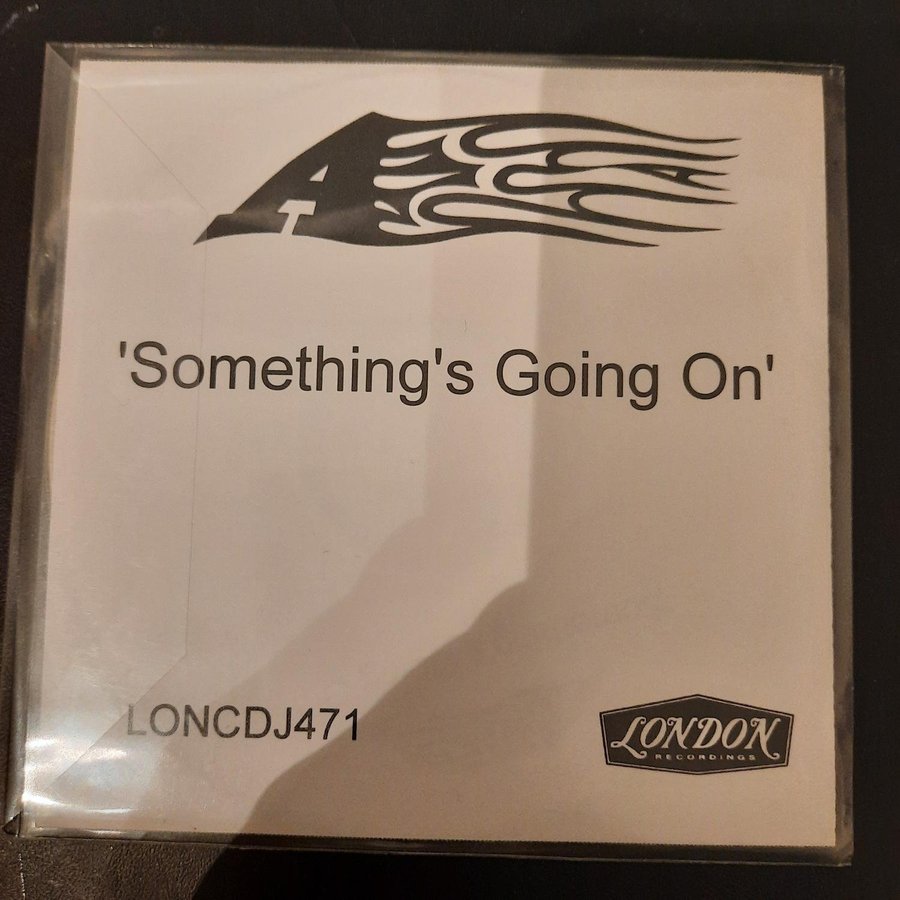 A
'Something's Going On'
LONCDJ471
LONDON
RECORDINGS